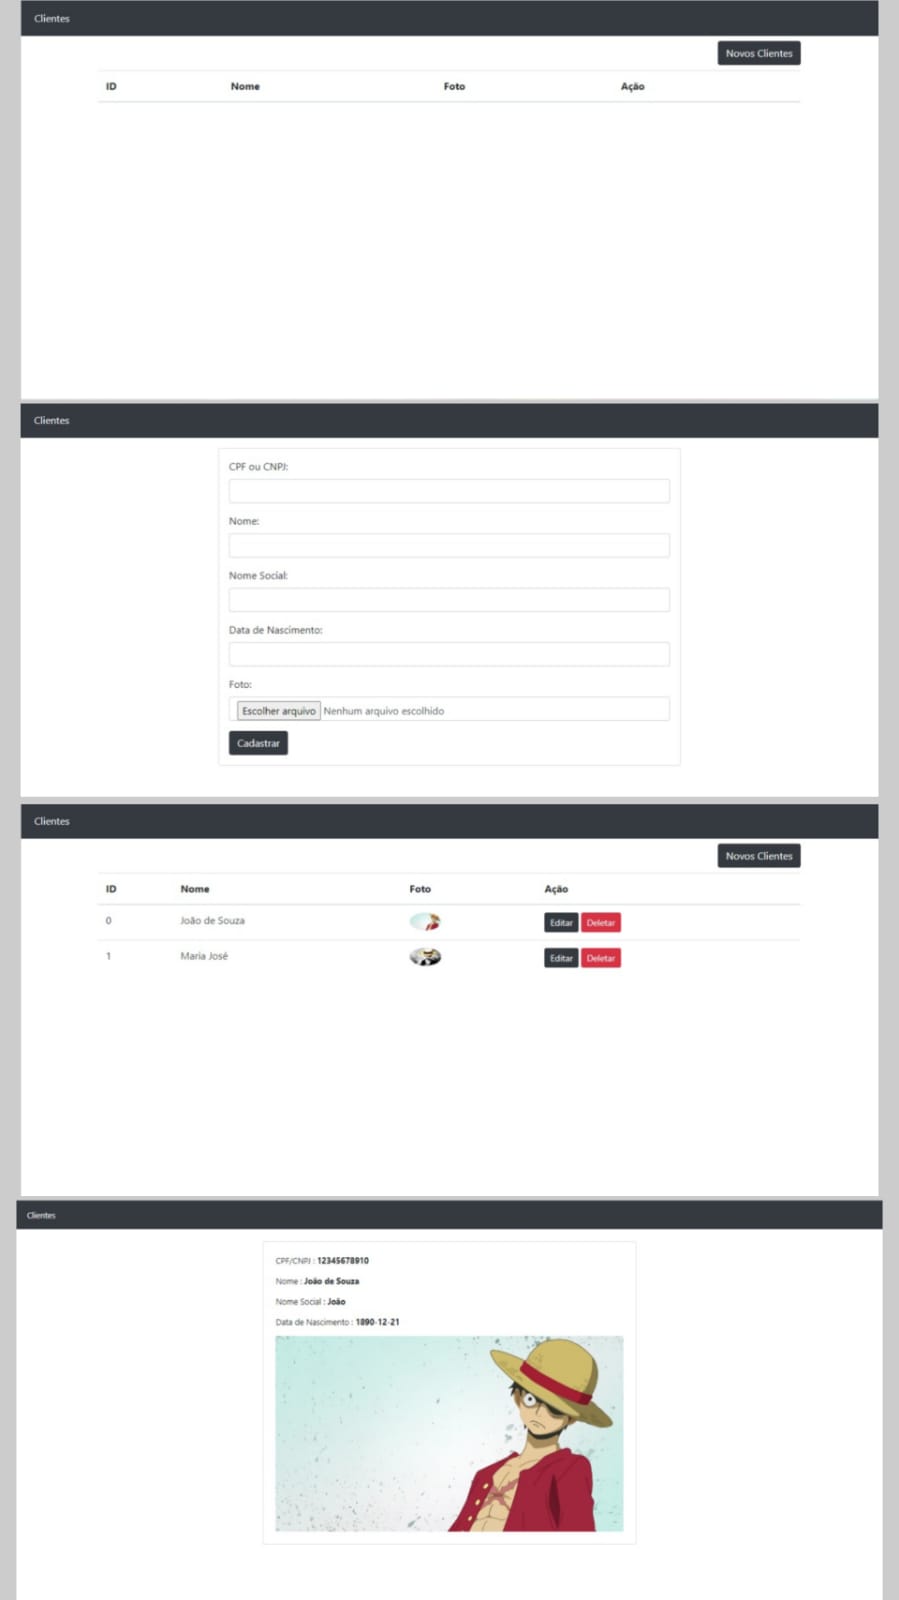 Clientes
Novos Clientes
ID Nome Foto Ação
Clientes
CPF ou CNPJ:
Nome:
Nome Social:
Data de Nascimento:
Foto:
Escolher arquivo Nenhum arquivo escolhido
Cadastrar
Clientes
Novos Clientes
ID Nome Foto Ação
0 João de Souza Editar Deletar
1 Maria José Editar Deletar
Clientes
CPF/CNPJ : 12345678910
Nome : João de Souza
Nome Social : João
Data de Nascimento : 1890-12-21